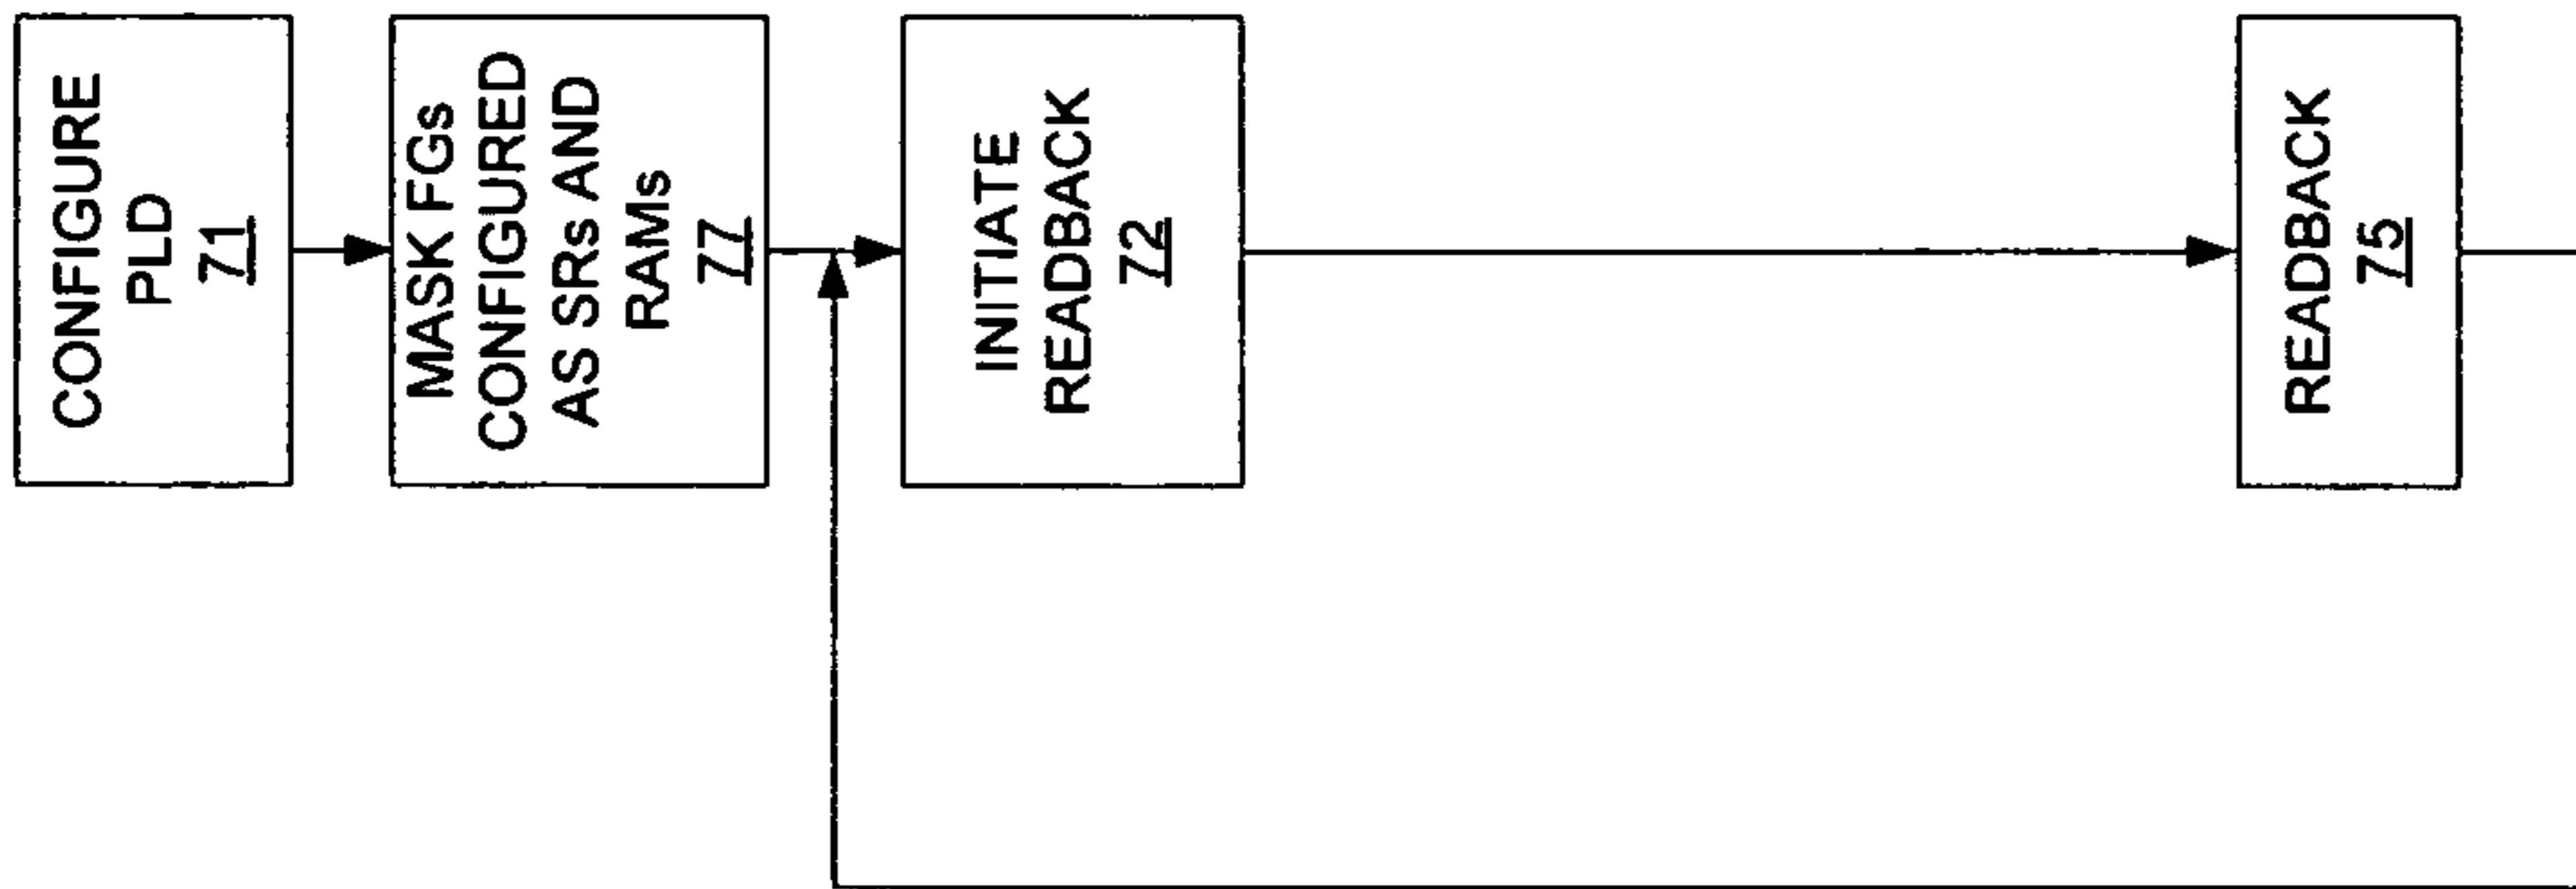 CONFIGURE
PLD
71
MASK FGs
CONFIGURED
AS SRs AND
RAMs
77
INITIATE
READBACK
72
READBACK
75